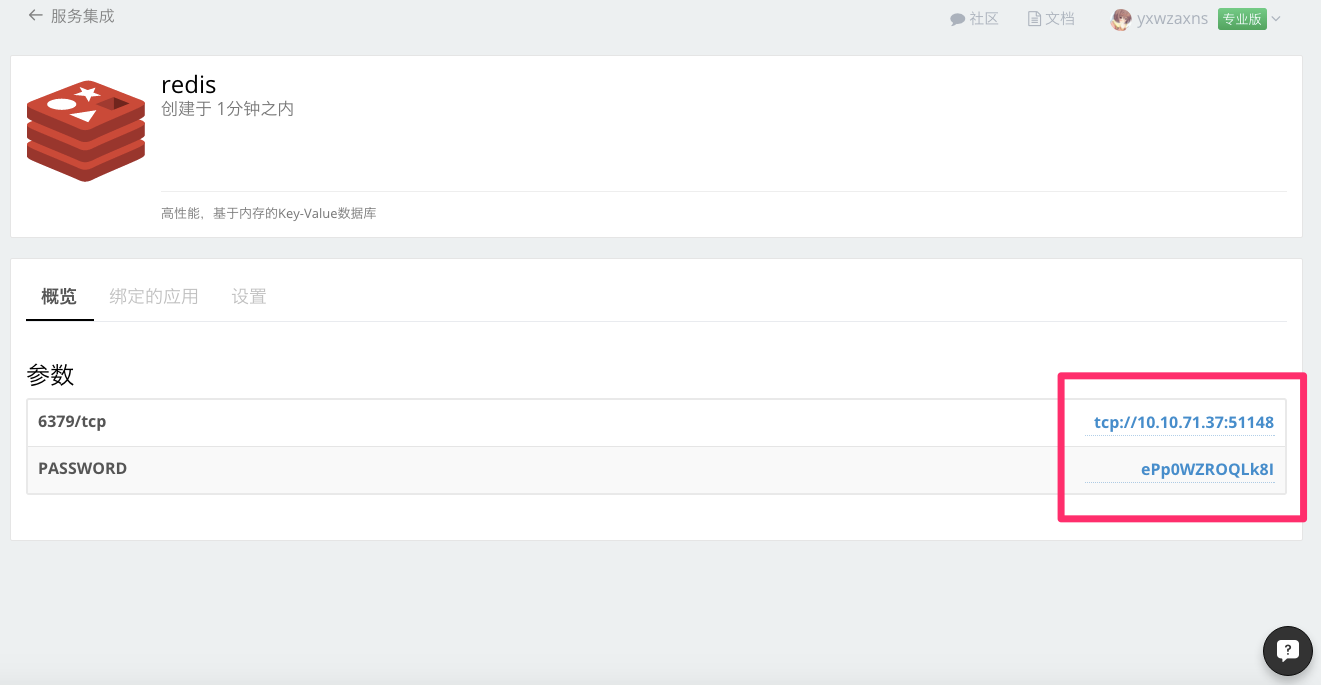 服务集成
社区 文档 yxwzaxns 专业版
redis
创建于 1分钟之内
高性能，基于内存的Key-Value数据库
概览 绑定的应用 设置
参数
6379/tcp tcp://10.10.71.37:51148
PASSWORD ePp0WZROQLk8I
?